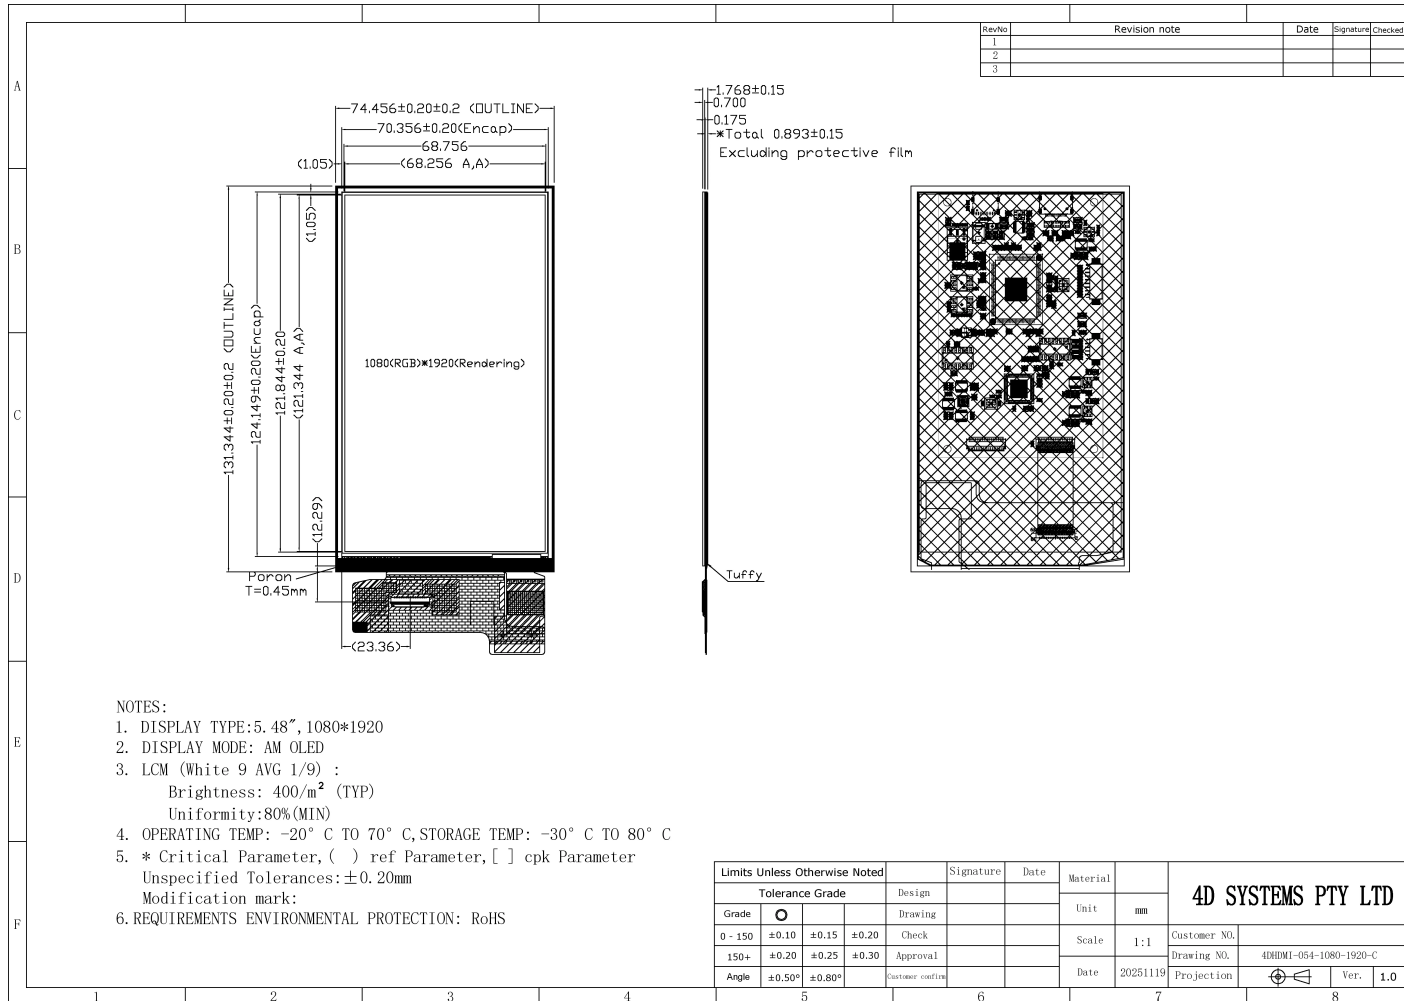 RevNo Revision note Date Signature Checked
1
2
3
A
B
C
D
E
F
74.456±0.20±0.2 (OUTLINE)
70.356±0.20(Encap)
68.756
(1.05) (68.256 A,A)
(1.05)
131.344±0.20±0.2 (OUTLINE)
124.149±0.20(Encap)
121.844±0.20
(121.344 A,A)
1080(RGB)*1920(Rendering)
(12.29)
Poron
T=0.45mm
(23.36)
1.768±0.15
0.700
0.175
*Total 0.893±0.15
Excluding protective film
Tuffy
NOTES:
1. DISPLAY TYPE:5.48″,1080*1920
2. DISPLAY MODE: AM OLED
3. LCM (White 9 AVG 1/9) :
Brightness: 400/m² (TYP)
Uniformity:80%(MIN)
4. OPERATING TEMP: -20° C TO 70° C,STORAGE TEMP: -30° C TO 80° C
5. * Critical Parameter,( ) ref Parameter,[ ] cpk Parameter
Unspecified Tolerances:±0.20mm
Modification mark:
6.REQUIREMENTS ENVIRONMENTAL PROTECTION: RoHS
Limits Unless Otherwise Noted
Tolerance Grade
Grade
0 - 150 ±0.10 ±0.15 ±0.20
150+ ±0.20 ±0.25 ±0.30
Angle ±0.50° ±0.80°
Signature Date
Design
Drawing
Check
Approval
Customer confirm
Material
Unit mm
Scale 1:1
Date 20251119
4D SYSTEMS PTY LTD
Customer NO.
Drawing NO. 4DHDMI-054-1080-1920-C
Projection Ver. 1.0
1 2 3 4 5 6 7 8